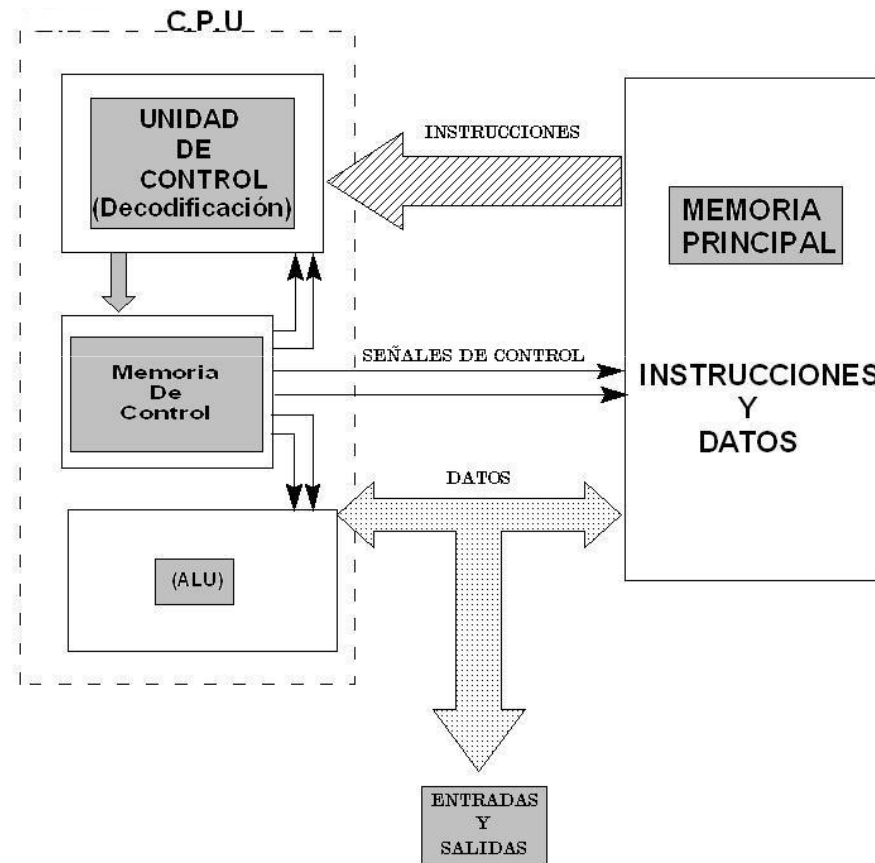 C.P.U
UNIDAD
DE
CONTROL
(Decodificación)
INSTRUCCIONES
MEMORIA
PRINCIPAL
Memoria
De
Control
SEÑALES DE CONTROL
INSTRUCCIONES
Y
DATOS
DATOS
(ALU)
ENTRADAS
Y
SALIDAS